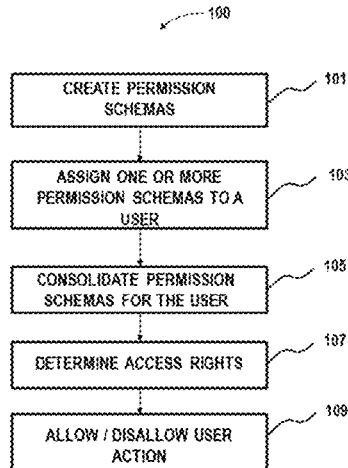 100
CREATE PERMISSION
SCHEMAS
101
ASSIGN ONE OR MORE
PERMISSION SCHEMAS TO A
USER
103
CONSOLIDATE PERMISSION
SCHEMAS FOR THE USER
105
DETERMINE ACCESS RIGHTS
107
ALLOW / DISALLOW USER
ACTION
109